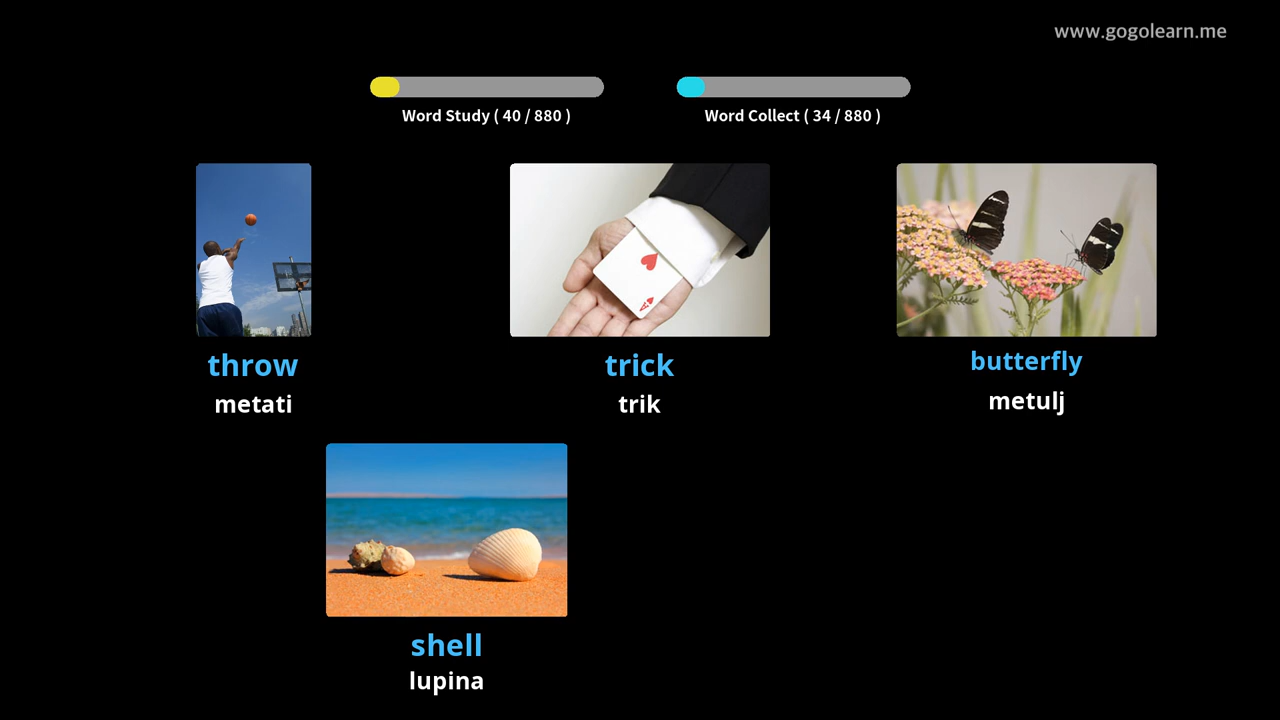 www.gogolearn.me
Word Study ( 40 / 880 )
Word Collect ( 34 / 880 )
throw
metati
trick
trik
butterfly
metulj
shell
lupina